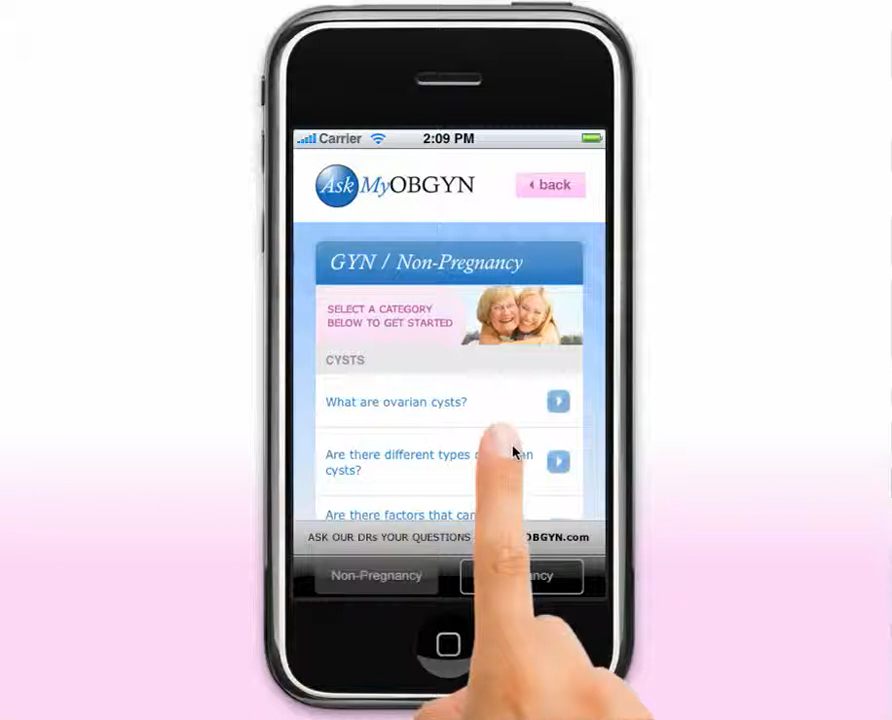 Carrier 2:09 PM
Ask MyOBGYN
back
GYN / Non-Pregnancy
SELECT A CATEGORY
BELOW TO GET STARTED
CYSTS
What are ovarian cysts?
Are there different types
cysts?
Are there factors that
ASK OUR DRs YOUR QUESTIONS OBGYN.com
Non-Pregnancy